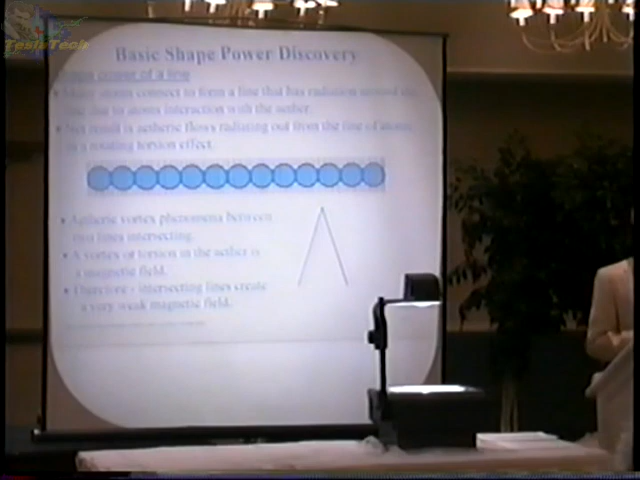 TeslaTech
Basic Shape Power Discovery
power of a line
Many atoms connect to form a line that has radiation around the
line due to atoms interaction with the aether.
Net result is aetheric flows radiating out from the line of atoms
in a rotating torsion effect.
• Aetheric vortex phenomena between
two lines intersecting.
• A vortex or torsion in the aether is
a magnetic field.
• Therefore - intersecting lines create
a very weak magnetic field.